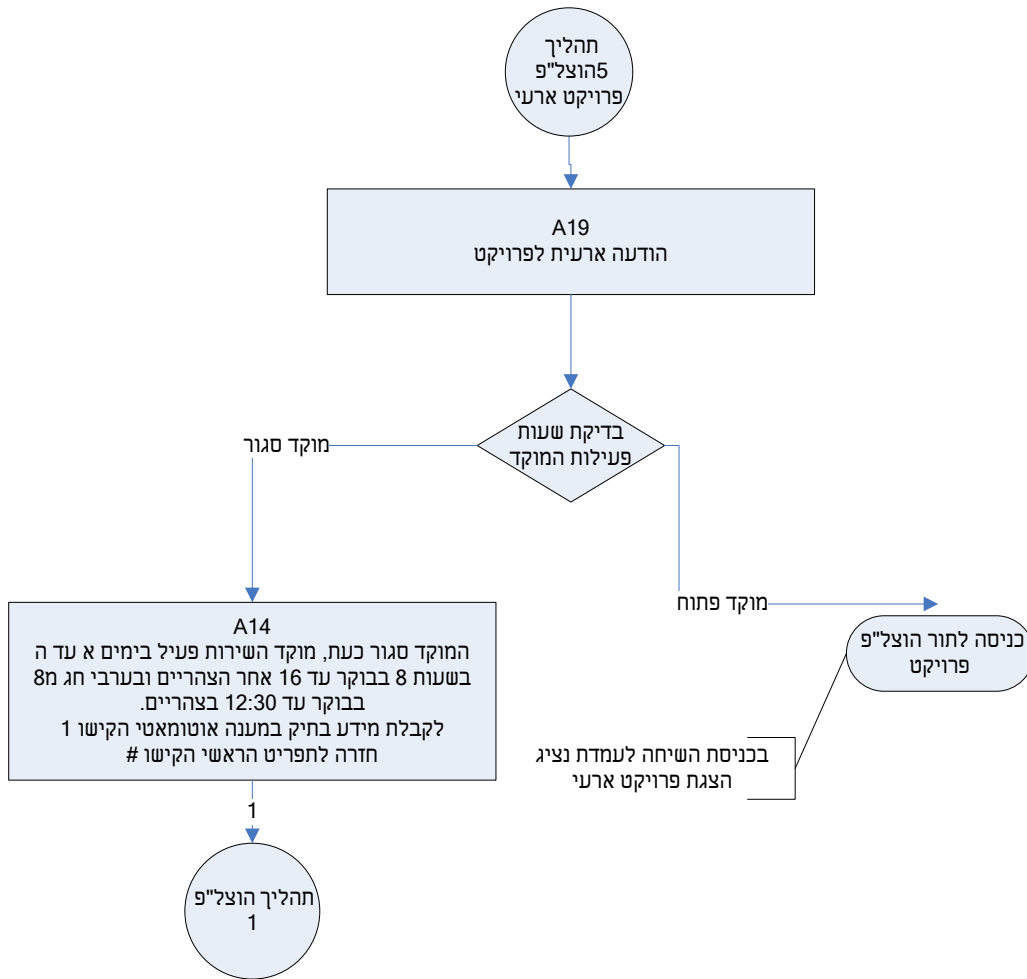 תהליך
5הוצל"פ
פרויקט ארעי
A19
הודעה ארעית לפרויקט
בדיקת שעות
פעילות המוקד
מוקד סגור
מוקד פתוח
A14
המוקד סגור כעת, מוקד השירות פעיל בימים א עד ה
בשעות 8 בבוקר עד 16 אחר הצהריים ובערבי חג מ8
בבוקר עד 12:30 בצהריים.
לקבלת מידע בתיק במענה אוטומאטי הקישו 1
חזרה לתפריט הראשי הקישו #
כניסה לתור הוצל"פ
פרויקט
בכניסת השיחה לעמדת נציג
הצגת פרויקט ארעי
1
תהליך הוצל"פ
1